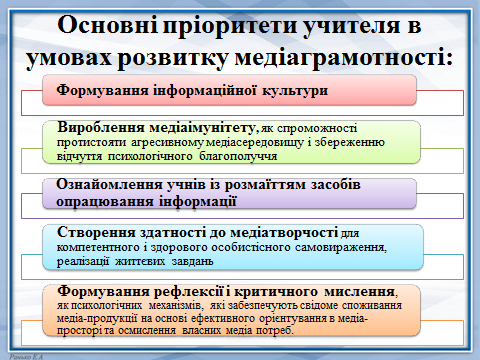 Основні пріоритети учителя в
умовах розвитку медіаграмотності:
Формування інформаційної культури
Вироблення медіаімунітету, як спроможності
протистояти агресивному медіасередовищу і збереженню
відчуття психологічного благополуччя
Ознайомлення учнів із розмаїттям засобів
опрацювання інформації
Створення здатності до медіатворчості для
компетентного і здорового особистісного самовираження,
реалізації життєвих завдань
Формування рефлексії і критичного мислення,
як психологічних механізмів, які забезпечують свідоме споживання
медіа-продукції на основі ефективного орієнтування в медіа-
просторі та осмислення власних медіа потреб.
Ранько Е.А.